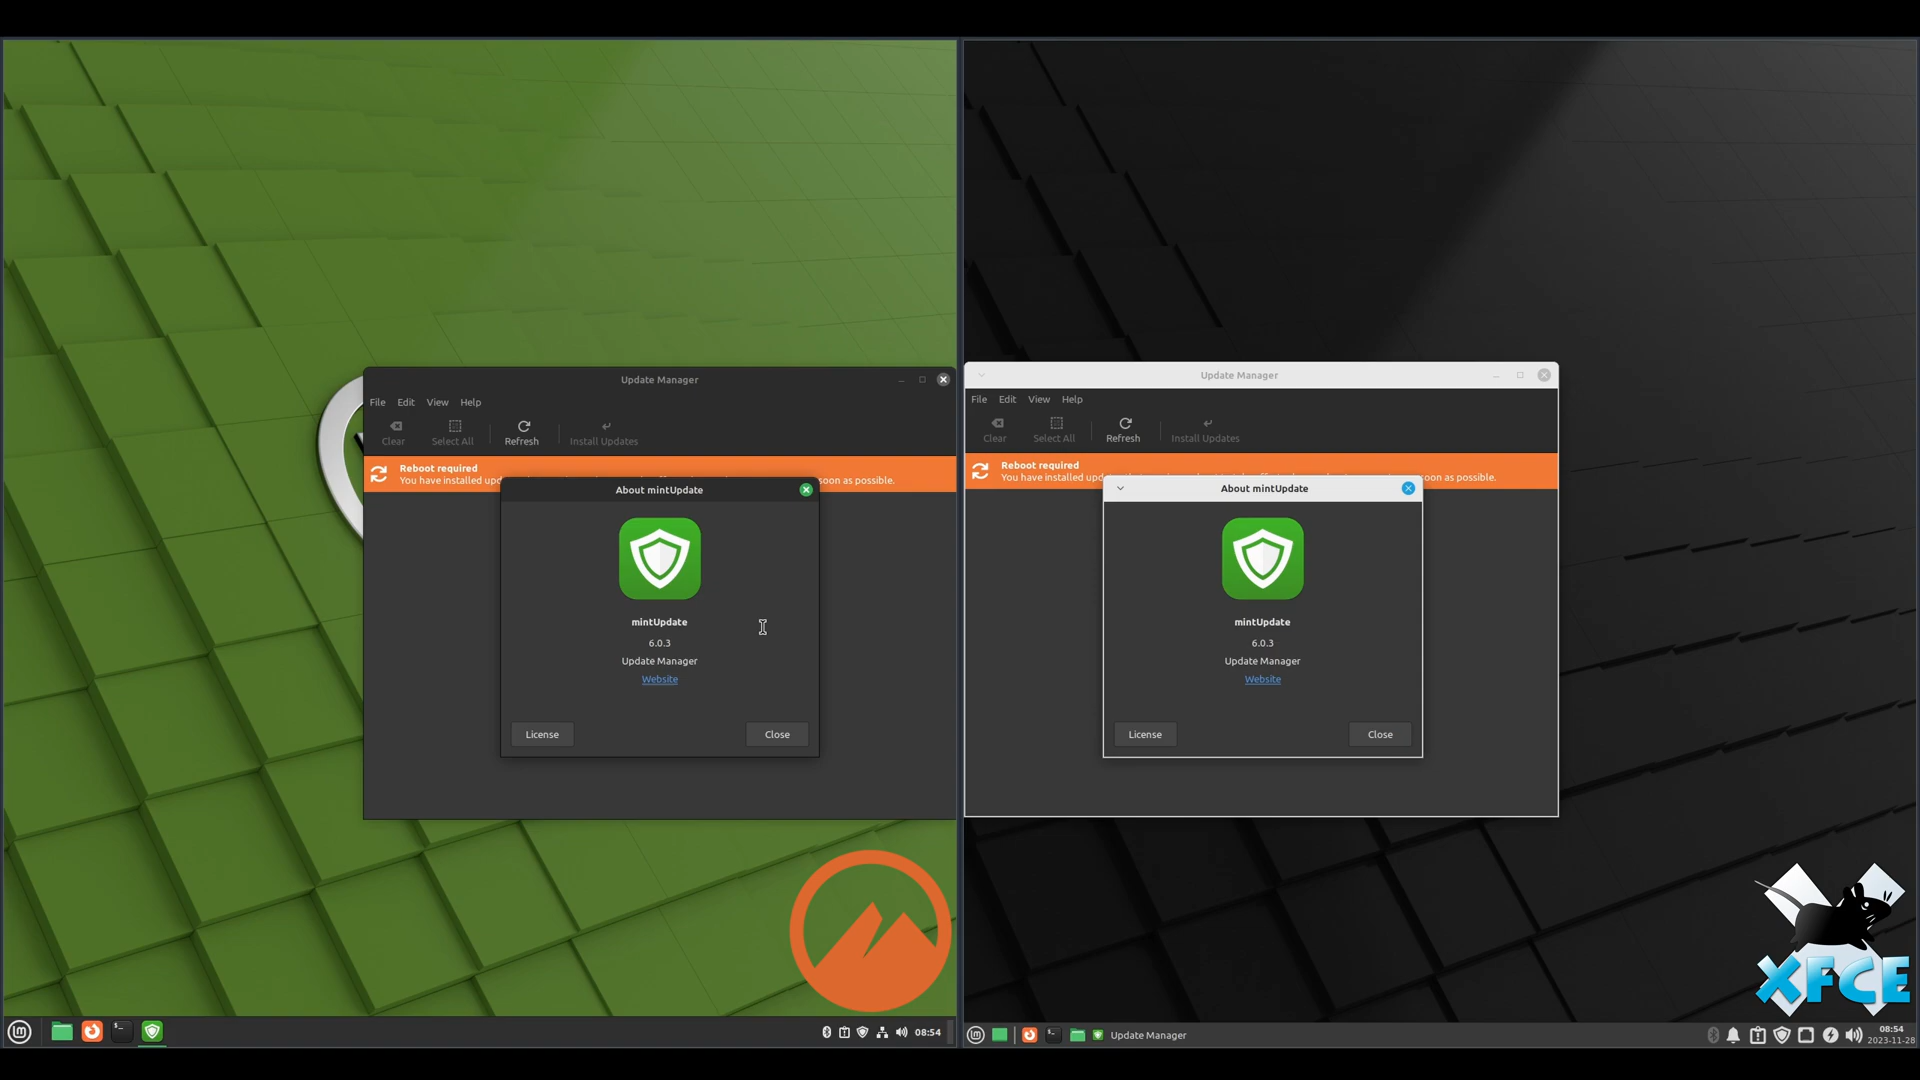 Update Manager
File Edit View Help
Clear Select All Refresh Install Updates
Reboot required
You have installed upd soon as possible.
About mintUpdate
mintUpdate
6.0.3
Update Manager
Website
License Close
08:54
Update Manager
File Edit View Help
Clear Select All Refresh Install Updates
Reboot required
You have installed upd oon as possible.
About mintUpdate
mintUpdate
6.0.3
Update Manager
Website
License Close
XFCE
Update Manager
08:54
2023-11-28